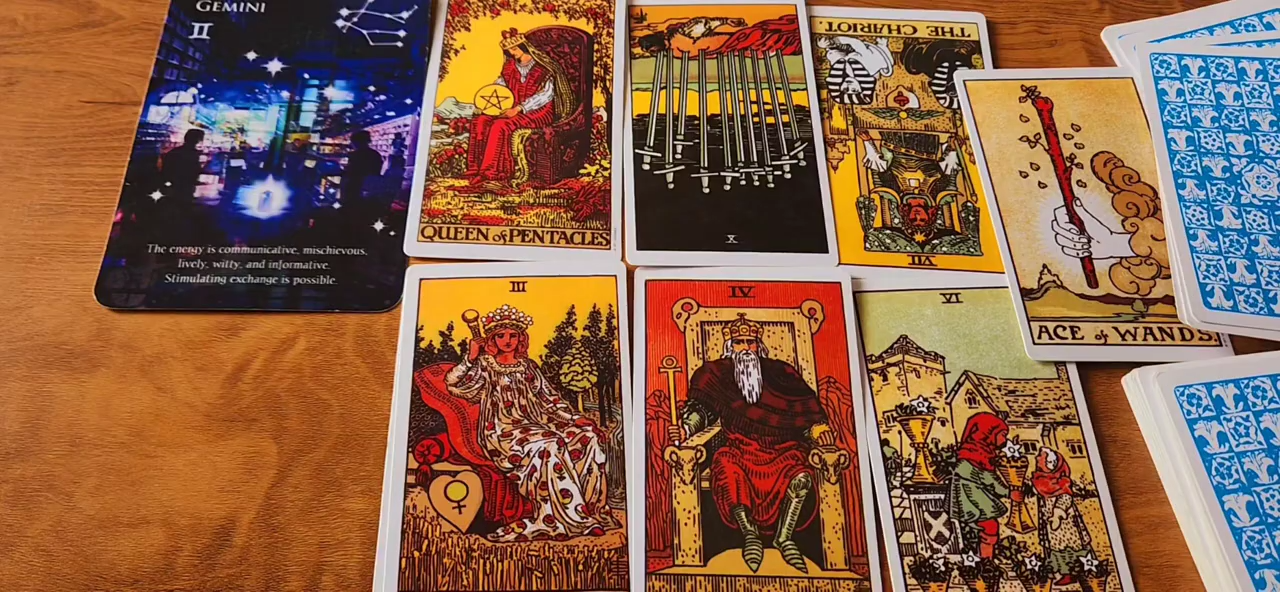 GEMINI
♊
The energy is communicative, mischievous,
lively, witty, and informative.
Stimulating exchange is possible.
QUEEN of PENTACLES
X
THE CHARIOT.
VII
ACE of WANDS.
III
IV
VI